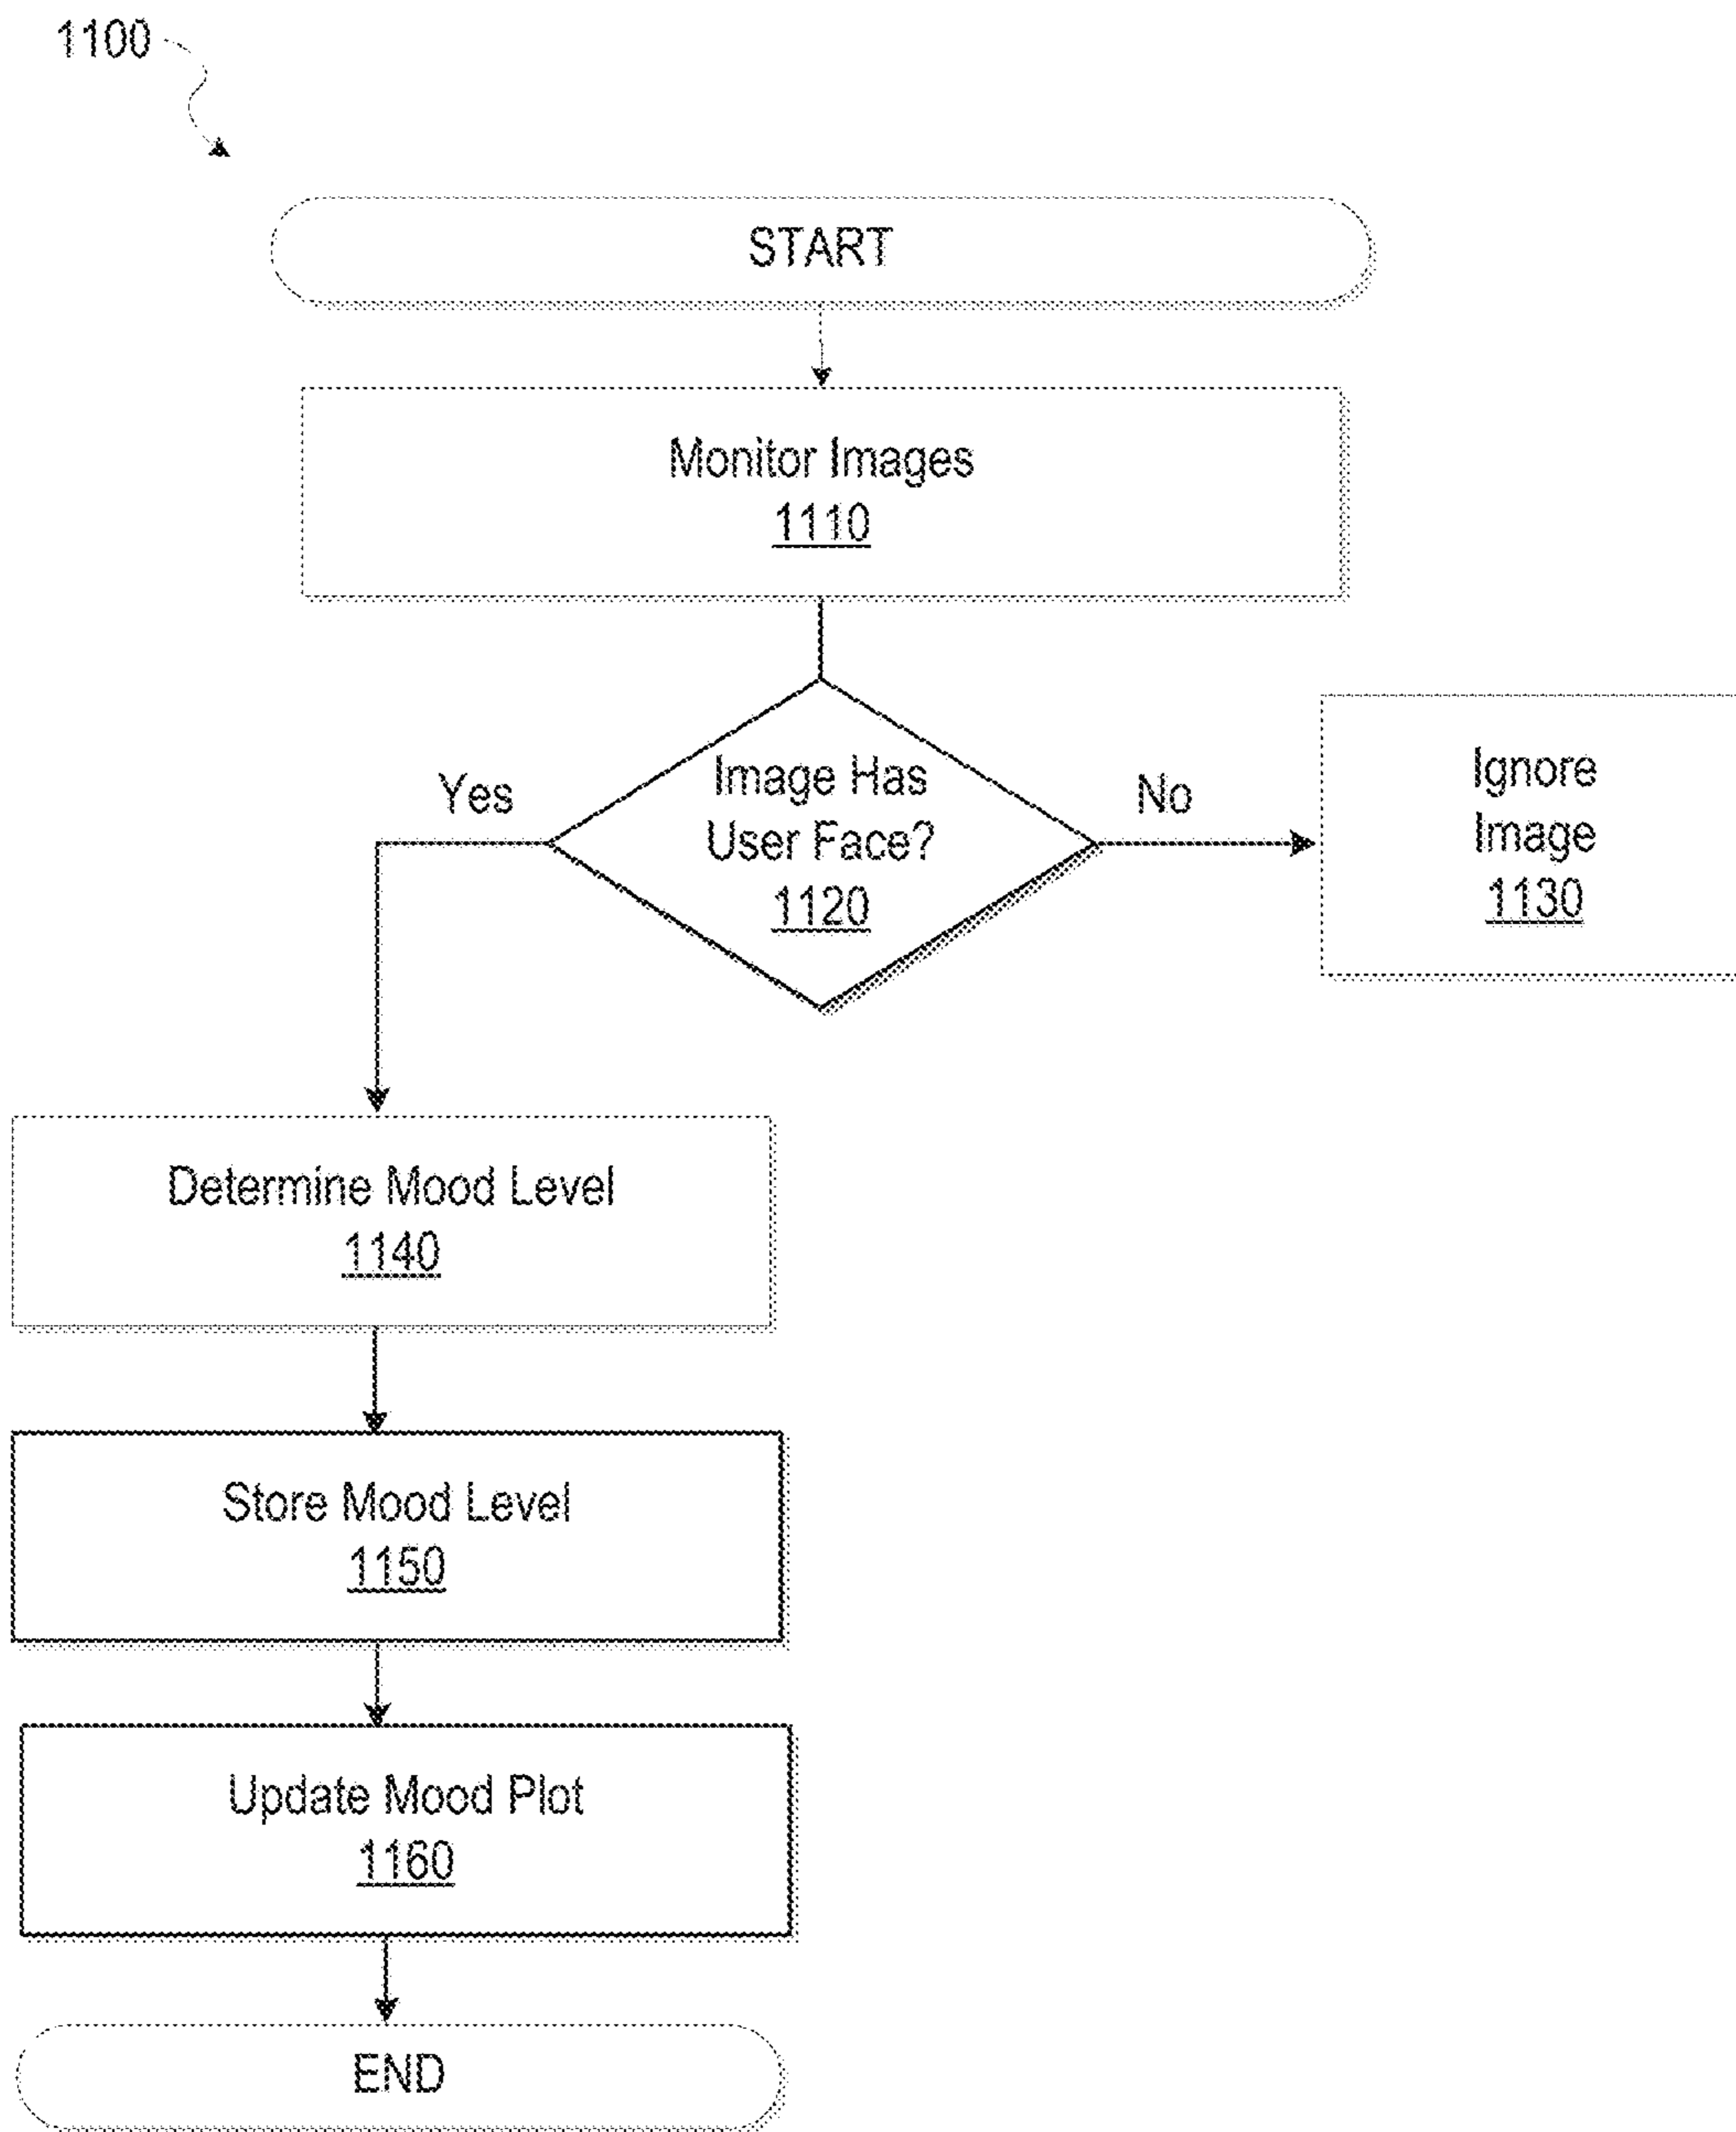 1100
START
Monitor Images
1110
Image Has
User Face?
1120
Yes
No
Ignore
Image
1130
Determine Mood Level
1140
Store Mood Level
1150
Update Mood Plot
1160
END